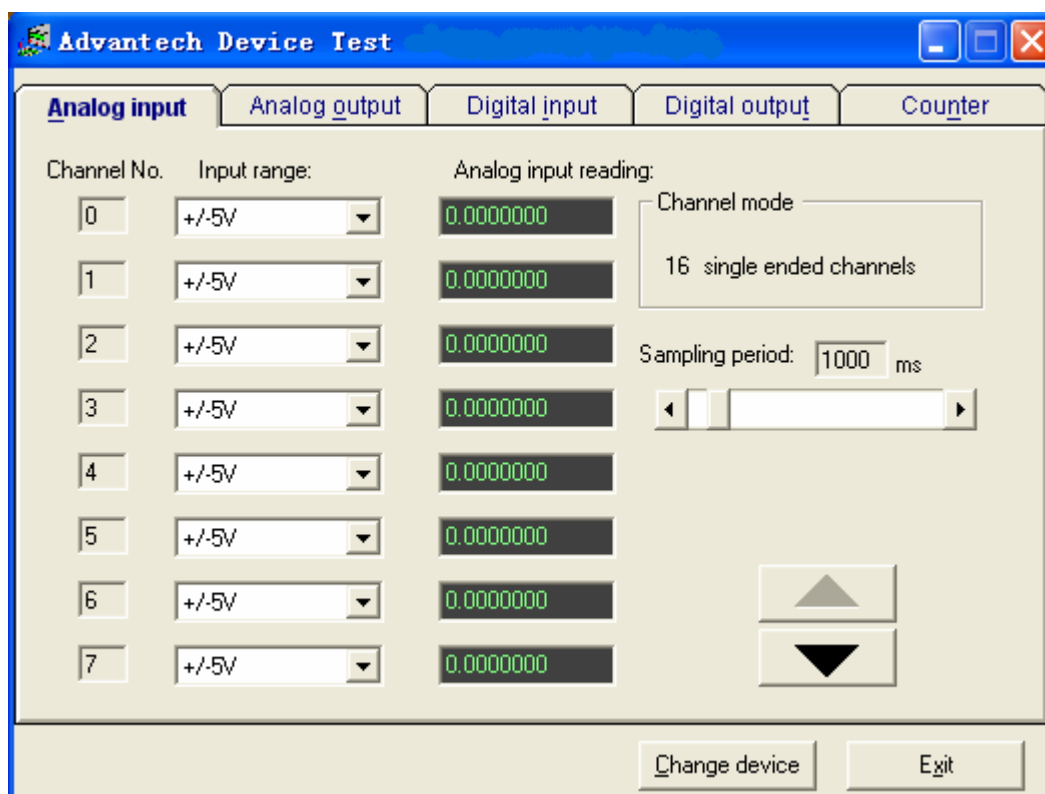 Advantech Device Test
Analog input Analog output Digital input Digital output Counter
Channel No. Input range: Analog input reading:
0 +/-5V 0.0000000
Channel mode
1 +/-5V 0.0000000
16 single ended channels
2 +/-5V 0.0000000
Sampling period: 1000 ms
3 +/-5V 0.0000000
4 +/-5V 0.0000000
5 +/-5V 0.0000000
6 +/-5V 0.0000000
7 +/-5V 0.0000000
Change device Exit